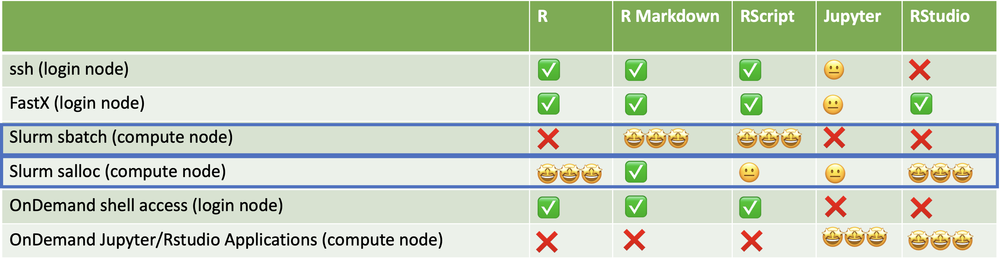 R R Markdown RScript Jupyter RStudio
ssh (login node) ✅ ✅ ✅ 😐 ❌
FastX (login node) ✅ ✅ ✅ 😐 ✅
Slurm sbatch (compute node) ❌ 🤩🤩🤩 🤩🤩🤩 ❌ ❌
Slurm salloc (compute node) 🤩🤩🤩 ✅ 😐 😐 🤩🤩🤩
OnDemand shell access (login node) ✅ ✅ ✅ ❌ ❌
OnDemand Jupyter/Rstudio Applications (compute node) ❌ ❌ ❌ 🤩🤩🤩 🤩🤩🤩